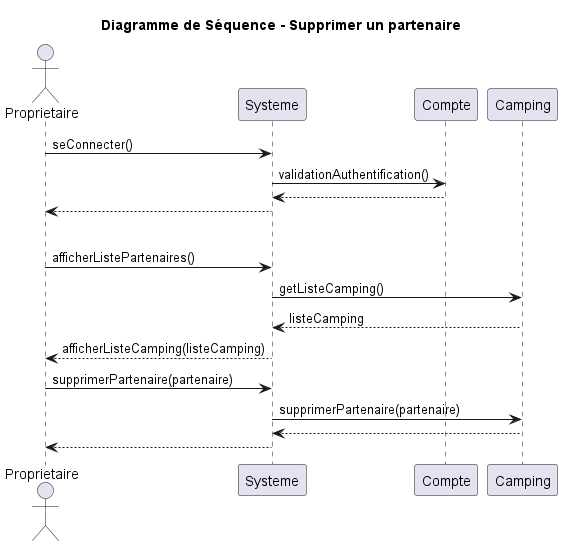 Diagramme de Séquence - Supprimer un partenaire
Proprietaire
Systeme
Compte
Camping
seConnecter()
validationAuthentification()
afficherListePartenaires()
getListeCamping()
listeCamping
afficherListeCamping(listeCamping)
supprimerPartenaire(partenaire)
supprimerPartenaire(partenaire)
Proprietaire
Systeme
Compte
Camping